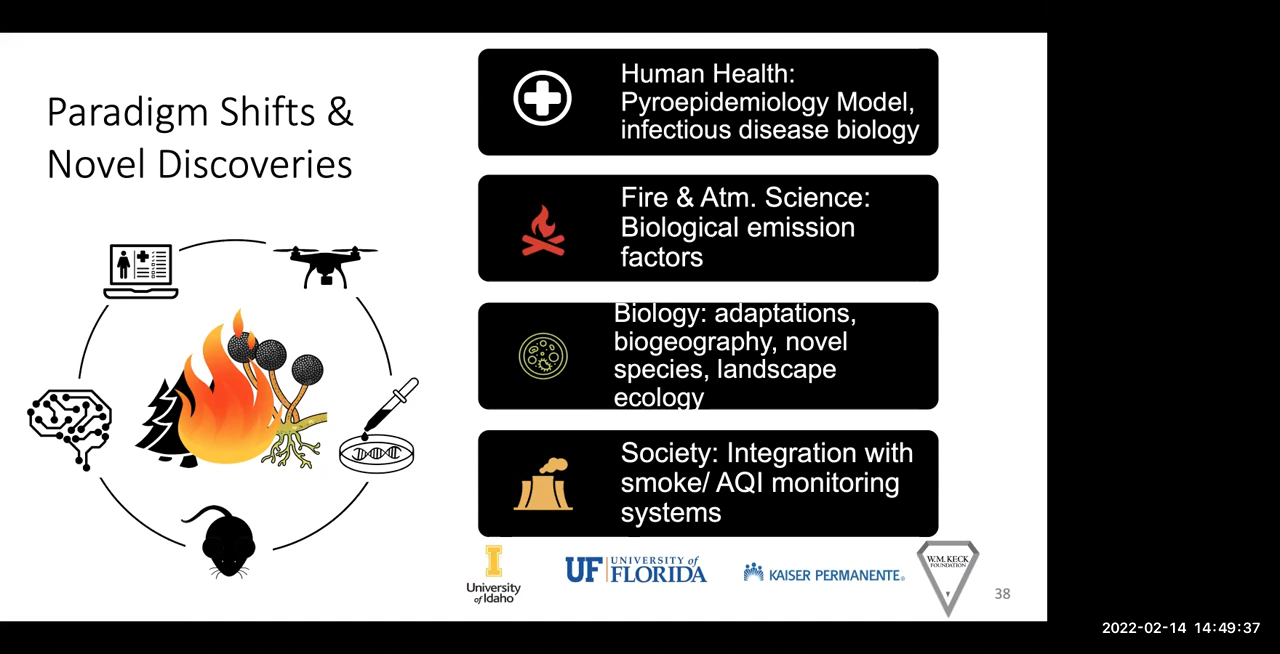 Paradigm Shifts &
Novel Discoveries
Human Health:
Pyroepidemiology Model,
infectious disease biology
Fire & Atm. Science:
Biological emission
factors
Biology: adaptations,
biogeography, novel
species, landscape
ecology
Society: Integration with
smoke/ AQI monitoring
systems
I
University
of Idaho
UF UNIVERSITY of
FLORIDA
KAISER PERMANENTE®
W.M. KECK
FOUNDATION
38
2022-02-14 14:49:37